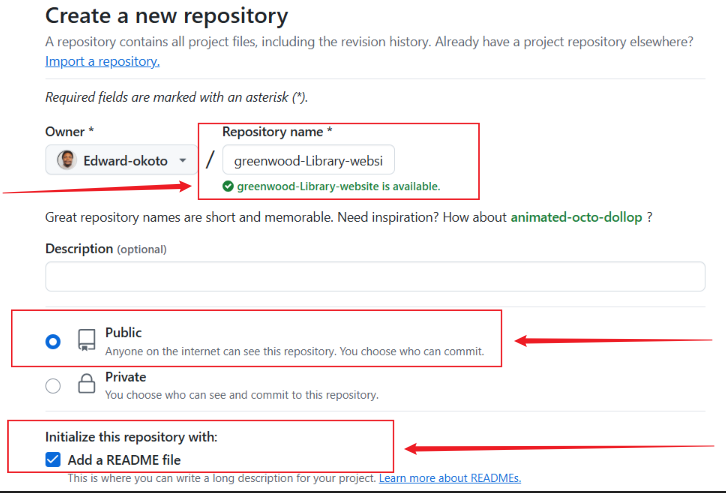 Create a new repository
A repository contains all project files, including the revision history. Already have a project repository elsewhere?
Import a repository.
Required fields are marked with an asterisk (*).
Owner *
Repository name *
Edward-okoto
/
greenwood-Library-websi
greenwood-Library-website is available.
Great repository names are short and memorable. Need inspiration? How about animated-octo-dollop ?
Description (optional)
Public
Anyone on the internet can see this repository. You choose who can commit.
Private
You choose who can see and commit to this repository.
Initialize this repository with:
Add a README file
This is where you can write a long description for your project. Learn more about READMEs.